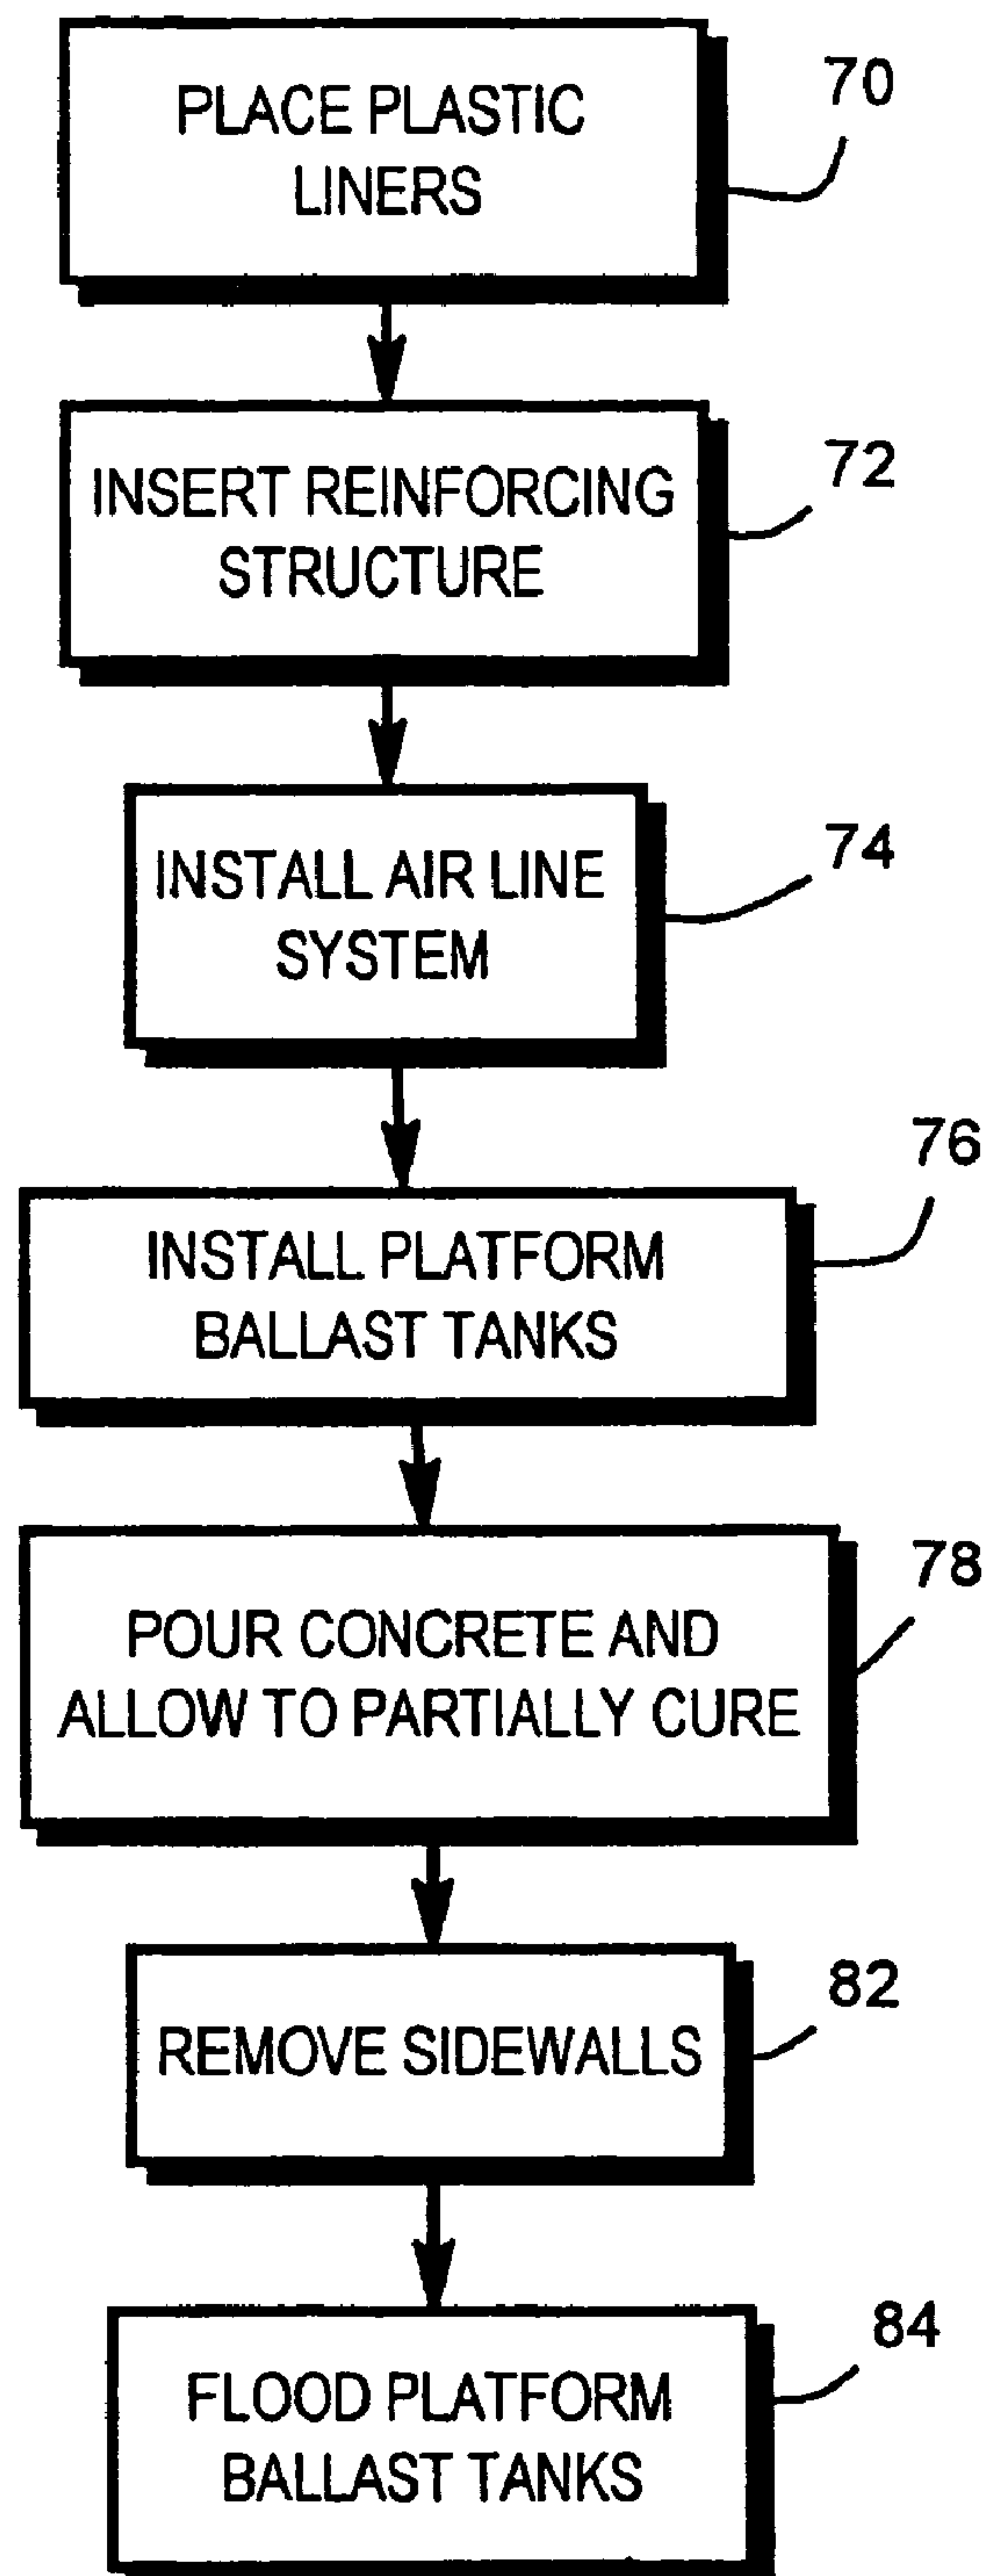 PLACE PLASTIC
LINERS
70
INSERT REINFORCING
STRUCTURE
72
INSTALL AIR LINE
SYSTEM
74
INSTALL PLATFORM
BALLAST TANKS
76
POUR CONCRETE AND
ALLOW TO PARTIALLY CURE
78
REMOVE SIDEWALLS
82
FLOOD PLATFORM
BALLAST TANKS
84